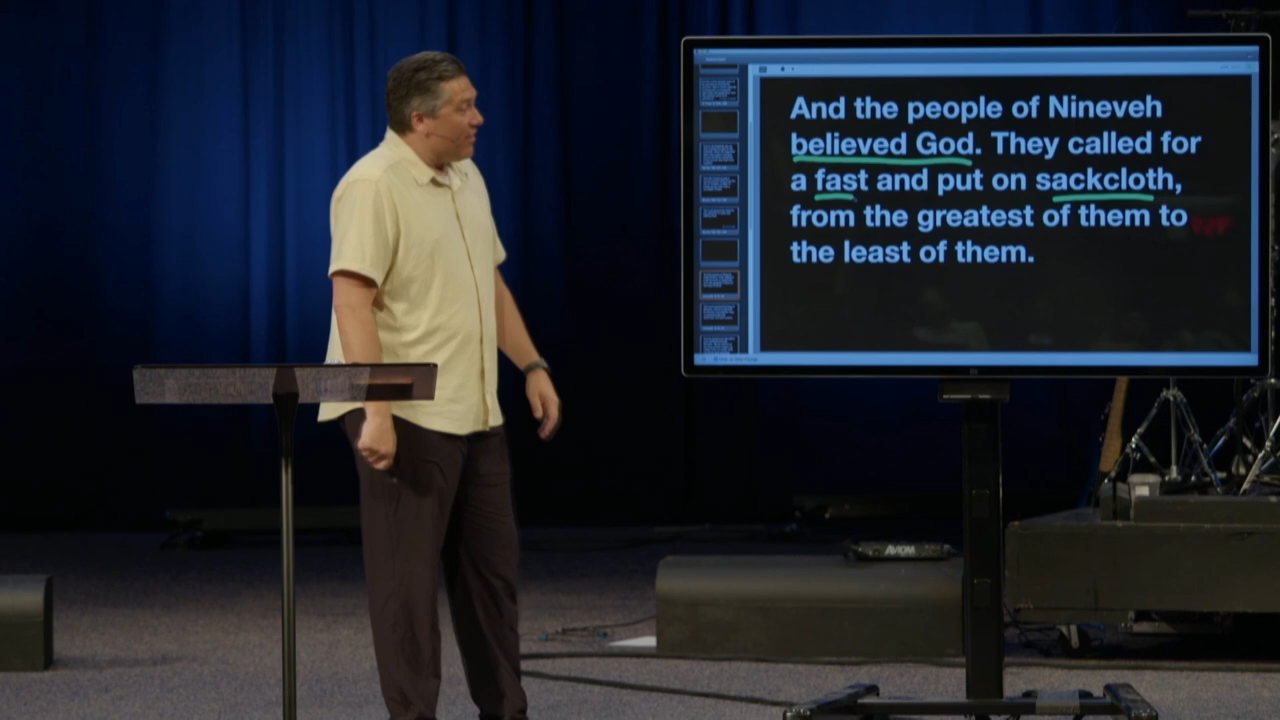 And the people of Nineveh
believed God. They called for
a fast and put on sackcloth,
from the greatest of them to
the least of them.
AVIOM